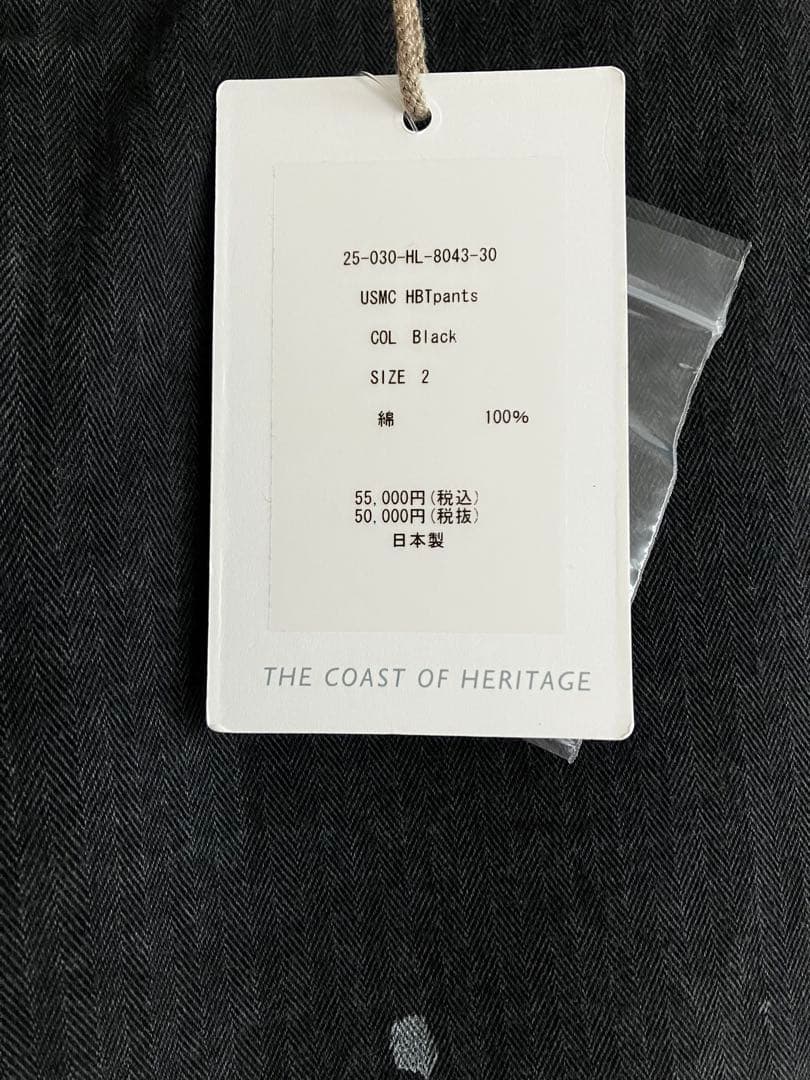 25-030-HL-8043-30
USMC HBTpants
COL Black
SIZE 2
綿 100%
55,000円(税込)
50,000円(税抜)
日本製
THE COAST OF HERITAGE